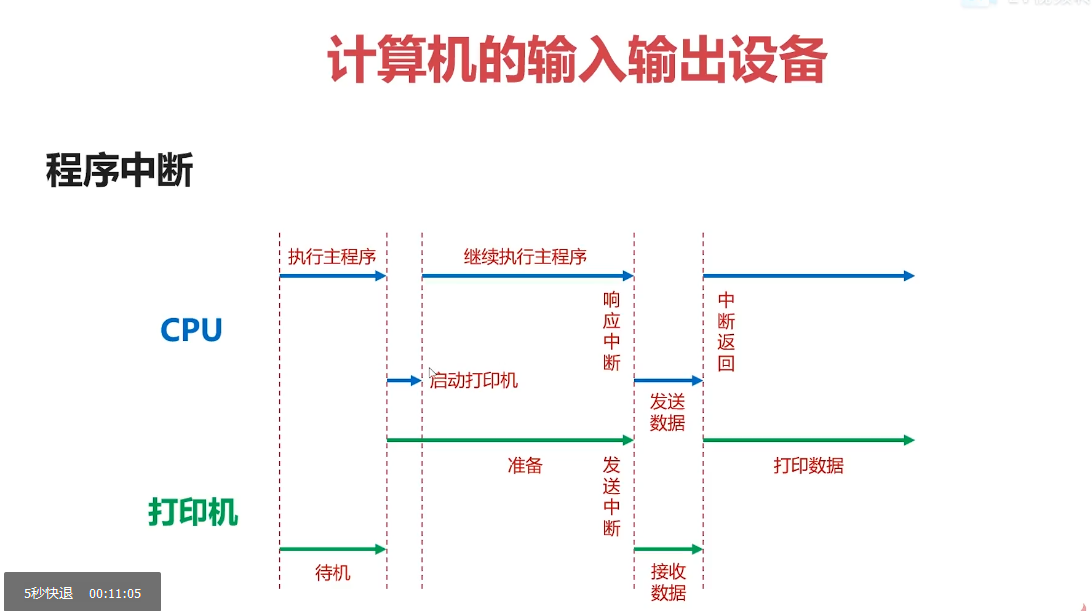 计算机的输入输出设备
程序中断
执行主程序
继续执行主程序
响应中断
中断返回
CPU
启动打印机
发送
数据
准备
发送中断
打印数据
打印机
待机
接收
数据
5秒快退 00:11:05